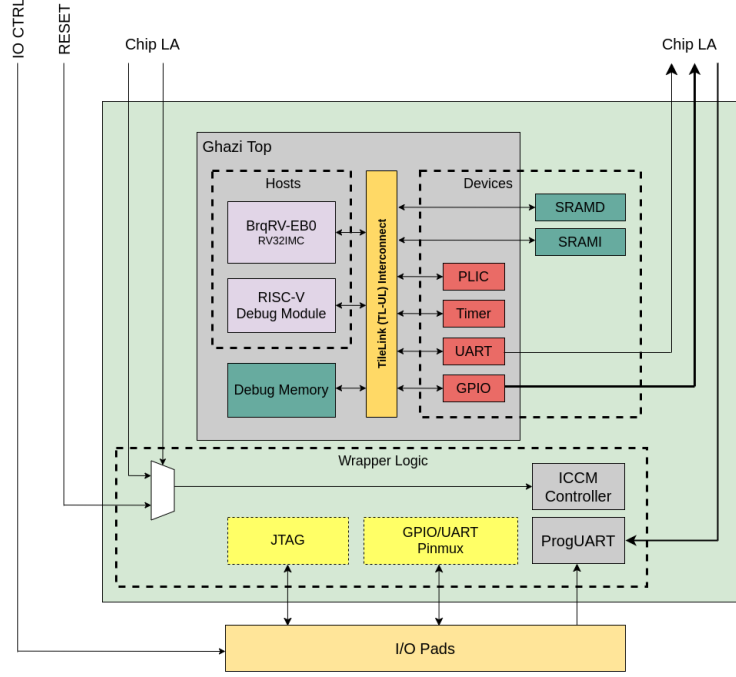 IO CTRL
RESET
Chip LA
Chip LA
Ghazi Top
Hosts
Devices
BrqRV-EB0
RV32IMC
RISC-V
Debug Module
Debug Memory
TileLink (TL-UL) Interconnect
SRAMD
SRAMI
PLIC
Timer
UART
GPIO
Wrapper Logic
ICCM
Controller
JTAG
GPIO/UART
Pinmux
ProgUART
I/O Pads